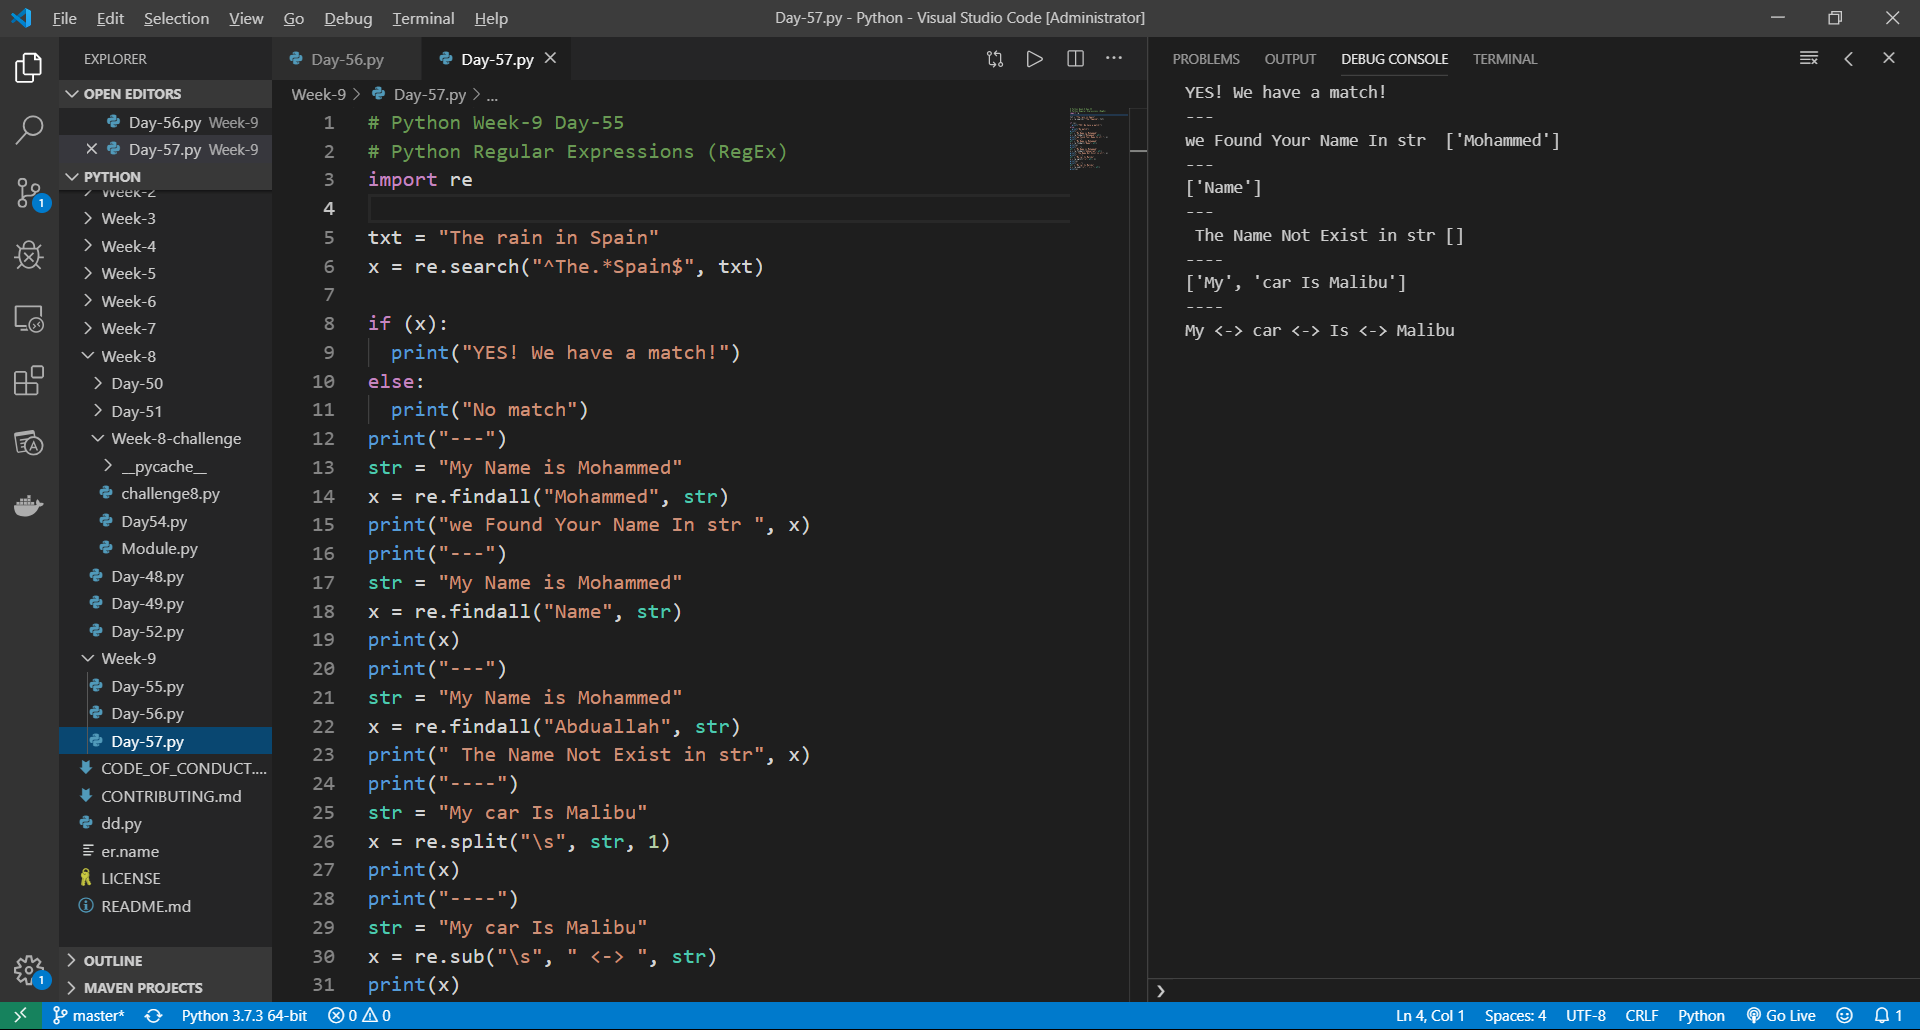 File Edit Selection View Go Debug Terminal Help
Day-57.py - Python - Visual Studio Code [Administrator]
EXPLORER
OPEN EDITORS
Day-56.py Week-9
Day-57.py Week-9
PYTHON
Week-2
Week-3
Week-4
Week-5
Week-6
Week-7
Week-8
Day-50
Day-51
Week-8-challenge
__pycache__
challenge8.py
Day54.py
Module.py
Day-48.py
Day-49.py
Day-52.py
Week-9
Day-55.py
Day-56.py
Day-57.py
CODE_OF_CONDUCT....
CONTRIBUTING.md
dd.py
er.name
LICENSE
README.md
OUTLINE
MAVEN PROJECTS
1
1
Day-56.py
Day-57.py
Week-9 > Day-57.py > ...
1 # Python Week-9 Day-55
2 # Python Regular Expressions (RegEx)
3 import re
4
5 txt = "The rain in Spain"
6 x = re.search("^The.*Spain$", txt)
7
8 if (x):
9   print("YES! We have a match!")
10 else:
11   print("No match")
12 print("---")
13 str = "My Name is Mohammed"
14 x = re.findall("Mohammed", str)
15 print("we Found Your Name In str ", x)
16 print("---")
17 str = "My Name is Mohammed"
18 x = re.findall("Name", str)
19 print(x)
20 print("---")
21 str = "My Name is Mohammed"
22 x = re.findall("Abduallah", str)
23 print(" The Name Not Exist in str", x)
24 print("----")
25 str = "My car Is Malibu"
26 x = re.split("\s", str, 1)
27 print(x)
28 print("----")
29 str = "My car Is Malibu"
30 x = re.sub("\s", " <-> ", str)
31 print(x)
PROBLEMS OUTPUT DEBUG CONSOLE TERMINAL
YES! We have a match!
---
we Found Your Name In str  ['Mohammed']
---
['Name']
---
 The Name Not Exist in str []
----
['My', 'car Is Malibu']
----
My <-> car <-> Is <-> Malibu
master* Python 3.7.3 64-bit 0 0 Ln 4, Col 1 Spaces: 4 UTF-8 CRLF Python Go Live 1